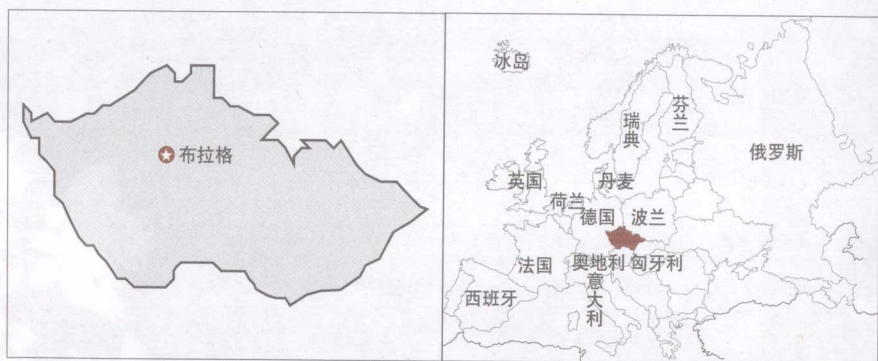 布拉格
冰岛
芬兰
瑞典
俄罗斯
英国
丹麦
荷兰
德国
波兰
法国
奥地利
匈牙利
西班牙
意大利